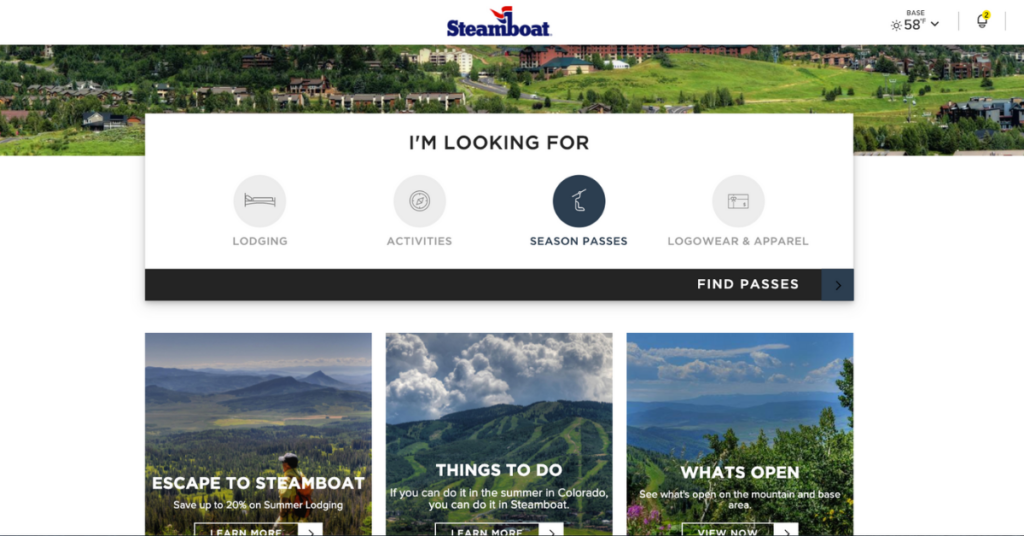 Steamboat
BASE
58°F
2
I'M LOOKING FOR
LODGING
ACTIVITIES
SEASON PASSES
LOGOWEAR & APPAREL
FIND PASSES
ESCAPE TO STEAMBOAT
Save up to 20% on Summer Lodging
LEARN MORE
THINGS TO DO
If you can do it in the summer in Colorado,
you can do it in Steamboat.
LEARN MORE
WHATS OPEN
See what's open on the mountain and base
area.
VIEW NOW